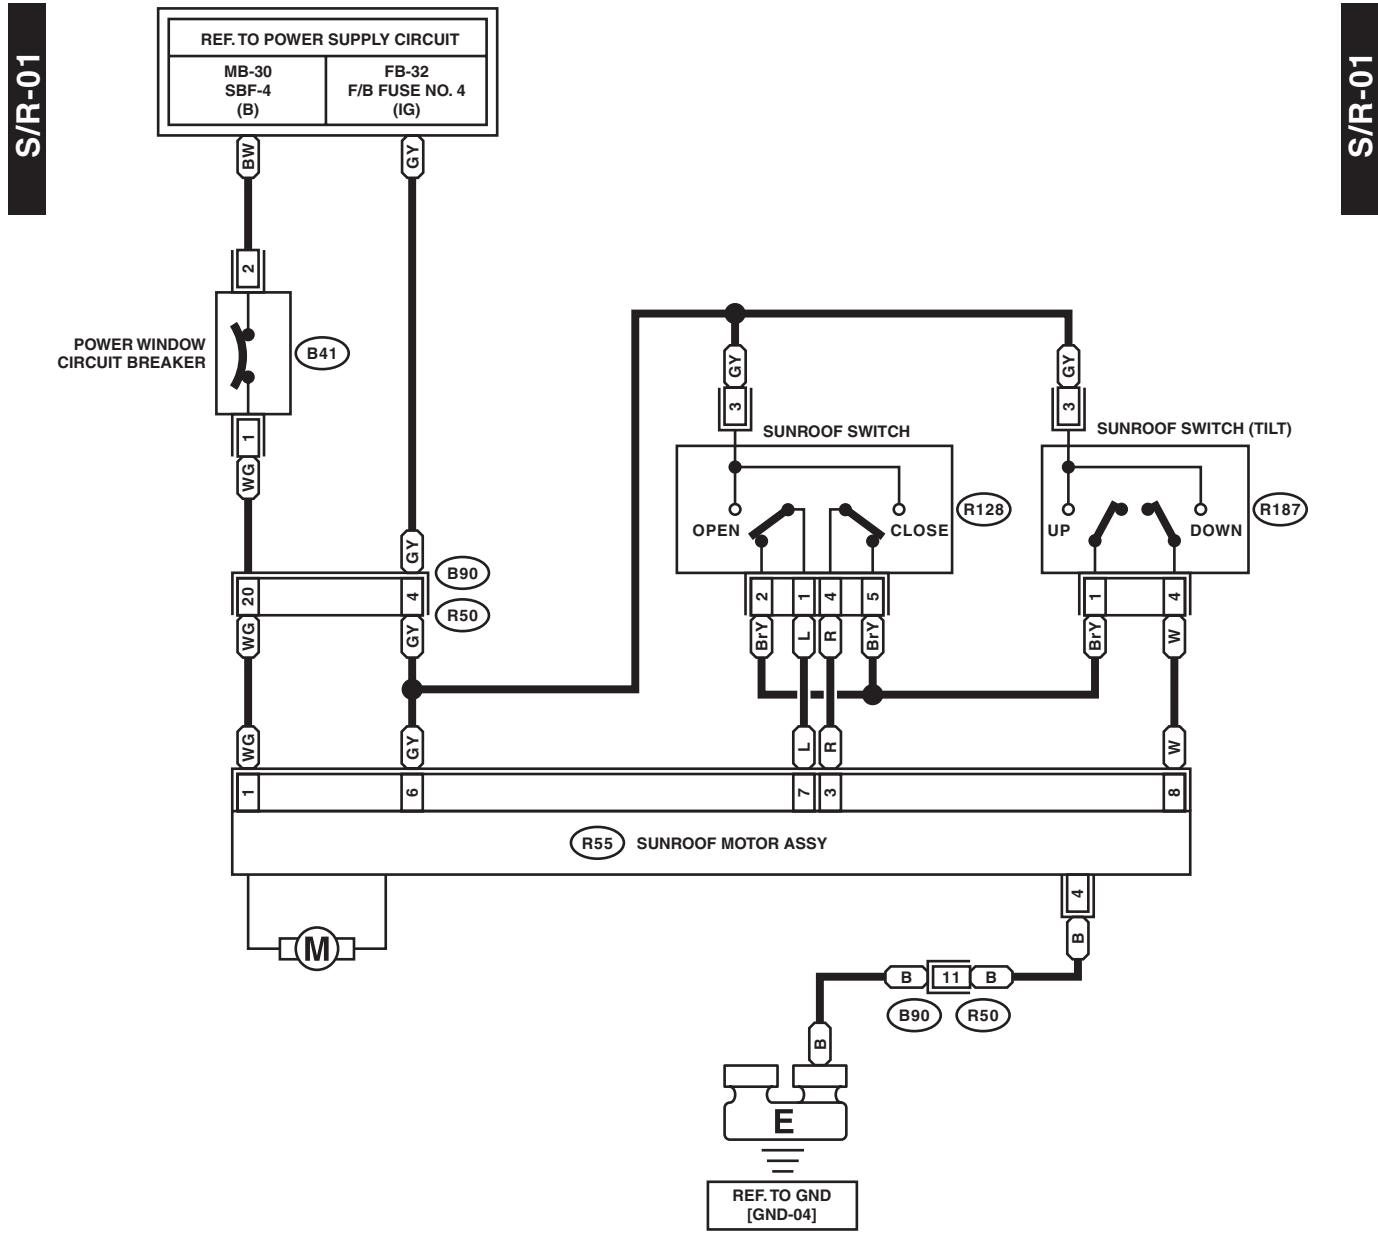 S/R-01
S/R-01
REF. TO POWER SUPPLY CIRCUIT
MB-30
SBF-4
(B)
FB-32
F/B FUSE NO. 4
(IG)
BW
GY
2
POWER WINDOW
CIRCUIT BREAKER
B41
1
WG
GY
B90
20
4
R50
WG
GY
GY
GY
3
3
SUNROOF SWITCH
SUNROOF SWITCH (TILT)
OPEN
CLOSE
R128
UP
DOWN
R187
2
1
4
5
1
4
BrY
L
R
BrY
BrY
W
WG
GY
L
R
W
1
6
7
3
8
R55
SUNROOF MOTOR ASSY
M
4
B
B
11
B
B90
R50
B
E
REF. TO GND
[GND-04]